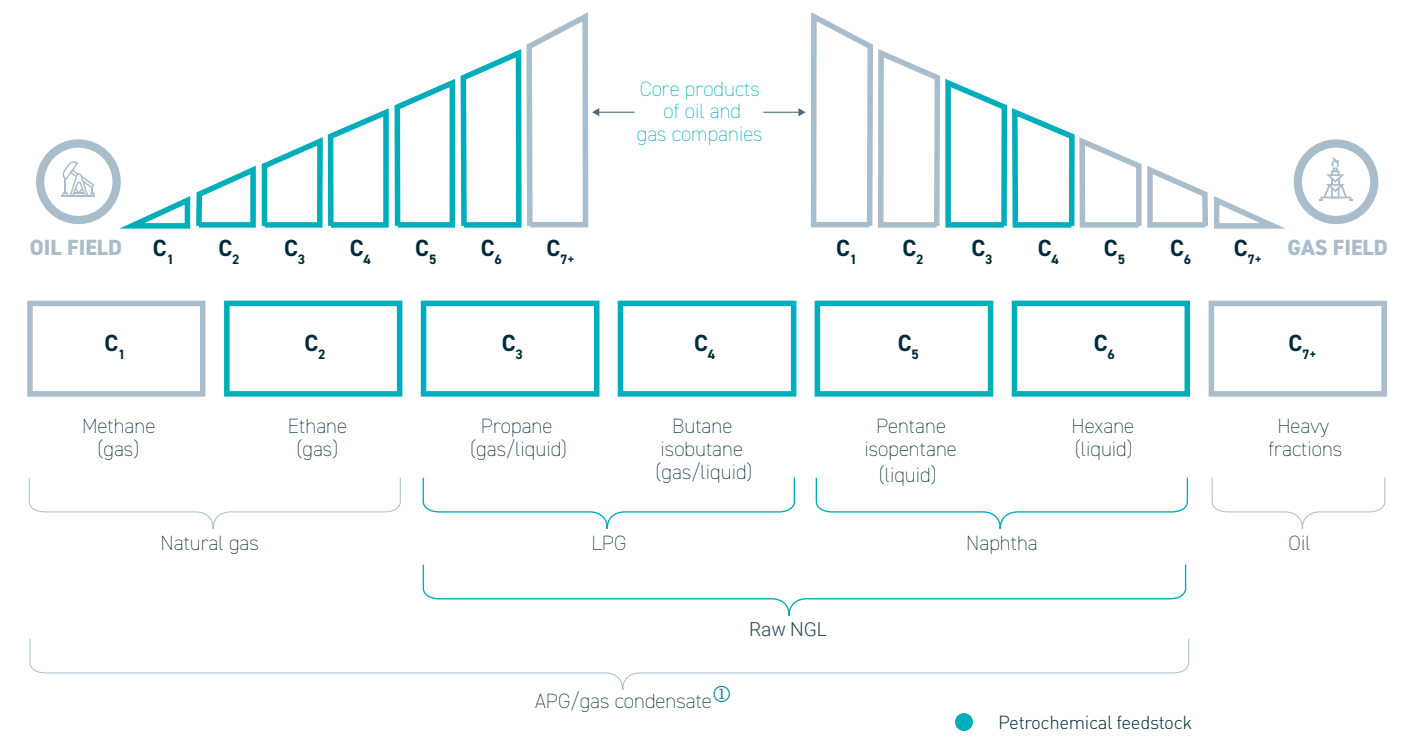 Core products
of oil and
gas companies
OIL FIELD
C1 C2 C3 C4 C5 C6 C7+
C1 C2 C3 C4 C5 C6 C7+
GAS FIELD
C1 C2 C3 C4 C5 C6 C7+
Methane
(gas)
Ethane
(gas)
Propane
(gas/liquid)
Butane
isobutane
(gas/liquid)
Pentane
isopentane
(liquid)
Hexane
(liquid)
Heavy
fractions
Natural gas
LPG
Naphtha
Oil
Raw NGL
APG/gas condensate①
Petrochemical feedstock